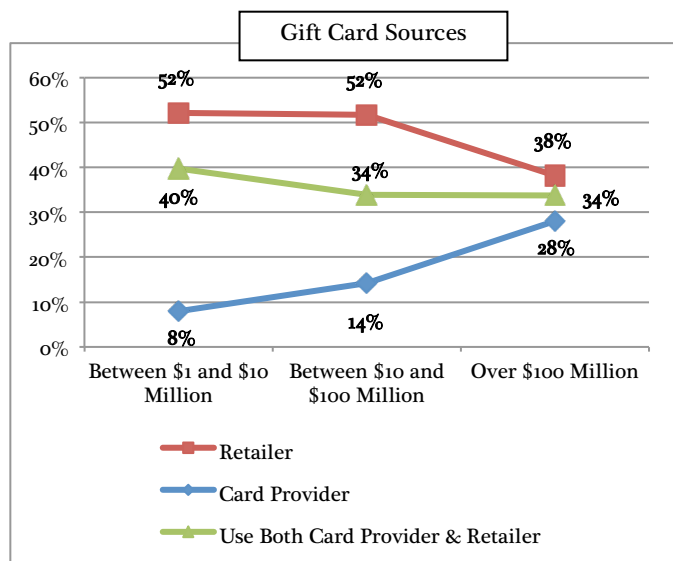 Gift Card Sources
60%
50%
40%
30%
20%
10%
0%
52%
52%
38%
40%
34%
34%
8%
14%
28%
Between $1 and $10
Million
Between $10 and
$100 Million
Over $100 Million
Retailer
Card Provider
Use Both Card Provider & Retailer